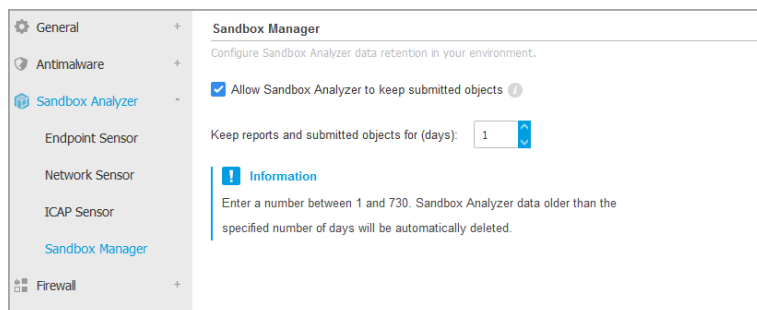 General +
Antimalware +
Sandbox Analyzer -
Endpoint Sensor
Network Sensor
ICAP Sensor
Sandbox Manager
Firewall +
Sandbox Manager
Configure Sandbox Analyzer data retention in your environment.
Allow Sandbox Analyzer to keep submitted objects i
Keep reports and submitted objects for (days): 1
! Information
Enter a number between 1 and 730. Sandbox Analyzer data older than the
specified number of days will be automatically deleted.